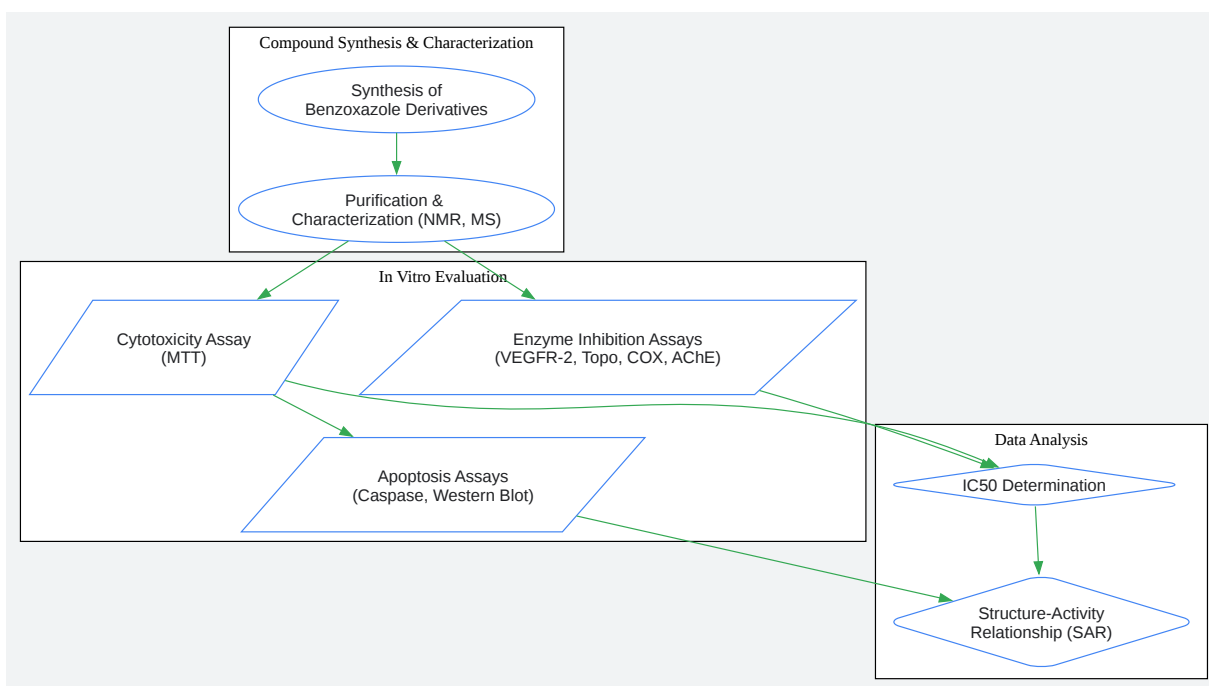 Compound Synthesis & Characterization
Synthesis of
Benzoxazole Derivatives
Purification &
Characterization (NMR, MS)
In Vitro Evaluation
Cytotoxicity Assay
(MTT)
Enzyme Inhibition Assays
(VEGFR-2, Topo, COX, AChE)
Apoptosis Assays
(Caspase, Western Blot)
Data Analysis
IC50 Determination
Structure-Activity
Relationship (SAR)